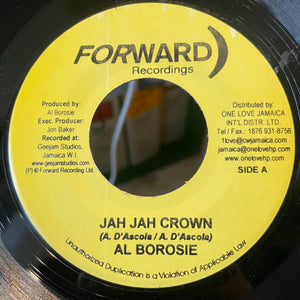 FORWARD
Recordings
Produced by:
Al Borosie
Exec. Producer:
Jon Baker
Recorded at:
Geejam Studios,
Jamaica W.I.
www.geejamstudios.com
(P) © Forward Recording Ltd.
Distributed by:
ONE LOVE JAMAICA
INT'L DISTR. LTD.
Tel / Fax.: 1876 931-8756
1love@cwjamaica.com
jamaica@onelovehp.com
www.onelovehp.com
SIDE A
JAH JAH CROWN
(A. D'Ascola / A. D'Ascola)
AL BOROSIE
Unauthorized Duplication is a Violation of Applicable Law